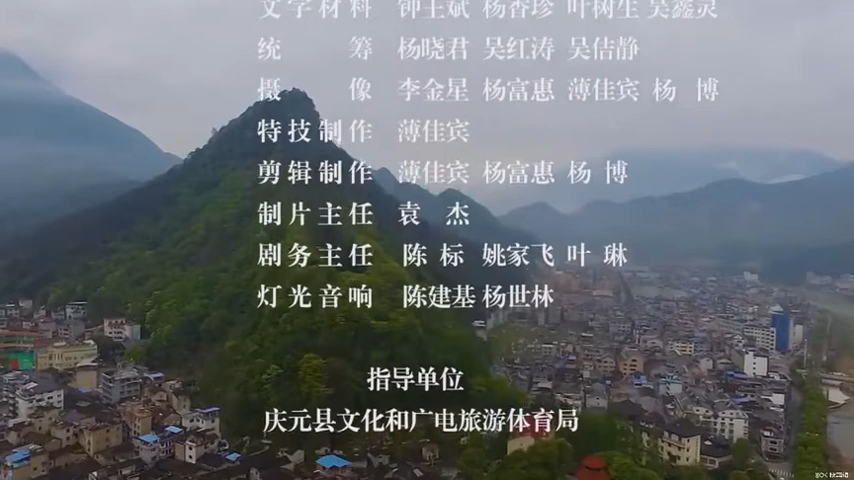 文字材料 钟土斌 杨香珍 叶树生 吴鑫灵
统筹 杨晓君 吴红涛 吴佶静
摄像 李金星 杨富惠 薄佳宾 杨博
特技制作 薄佳宾
剪辑制作 薄佳宾 杨富惠 杨博
制片主任 袁杰
剧务主任 陈标 姚家飞 叶琳
灯光音响 陈建基 杨世林
指导单位
庆元县文化和广电旅游体育局